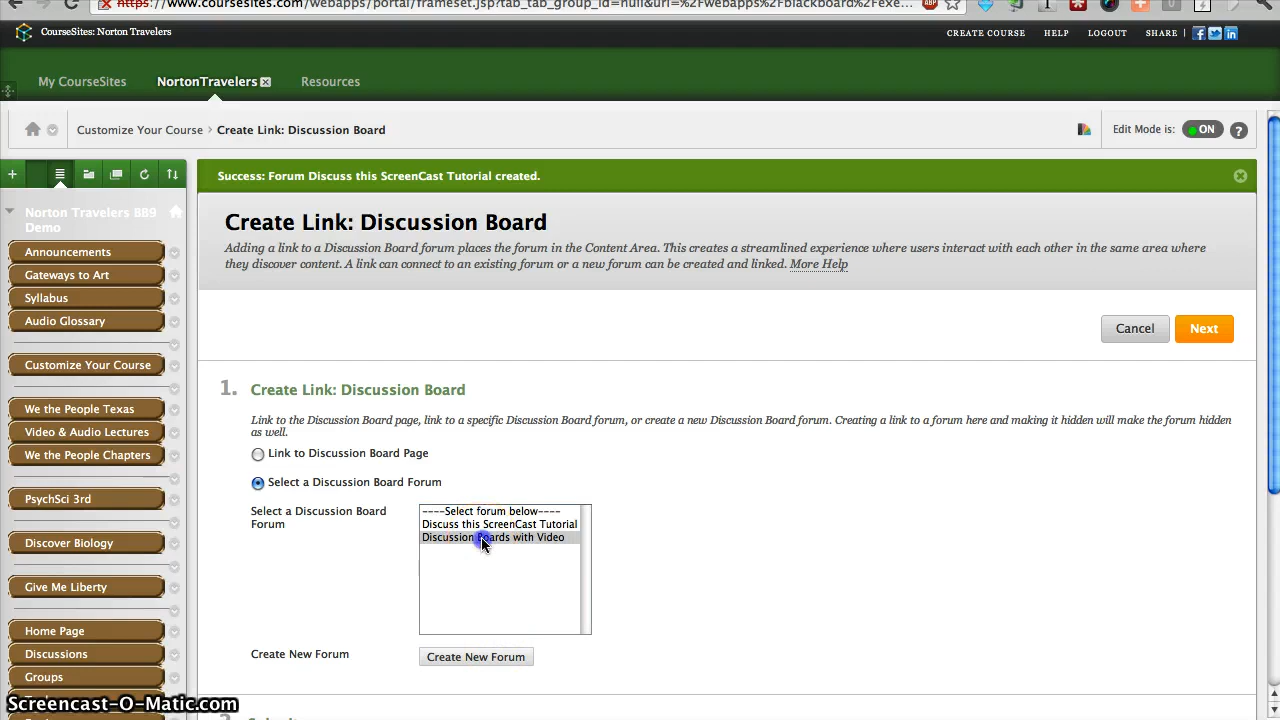 https://www.coursesites.com/webapps/portal/frameset.jsp?tab_tab_group_id=null&url=%2Fwebapps%2Fblackboard%2Fexe...
CourseSites: Norton Travelers
CREATE COURSE HELP LOGOUT SHARE
My CourseSites NortonTravelers Resources
Customize Your Course > Create Link: Discussion Board
Edit Mode is: ON ?
Success: Forum Discuss this ScreenCast Tutorial created.
Norton Travelers BB9
Demo
Announcements
Gateways to Art
Syllabus
Audio Glossary
Customize Your Course
We the People Texas
Video & Audio Lectures
We the People Chapters
PsychSci 3rd
Discover Biology
Give Me Liberty
Home Page
Discussions
Groups
Create Link: Discussion Board
Adding a link to a Discussion Board forum places the forum in the Content Area. This creates a streamlined experience where users interact with each other in the same area where
they discover content. A link can connect to an existing forum or a new forum can be created and linked. More Help
Cancel Next
1. Create Link: Discussion Board
Link to the Discussion Board page, link to a specific Discussion Board forum, or create a new Discussion Board forum. Creating a link to a forum here and making it hidden will make the forum hidden
as well.
Link to Discussion Board Page
Select a Discussion Board Forum
Select a Discussion Board
Forum
----Select forum below----
Discuss this ScreenCast Tutorial
Discussion Boards with Video
Create New Forum
Create New Forum
Screencast-O-Matic.com